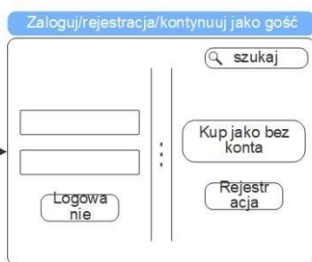 Zaloguj/rejestracja/kontynuuj jako gość
szukaj
Kup jako bez
konta
Logowa
nie
Rejestr
acja